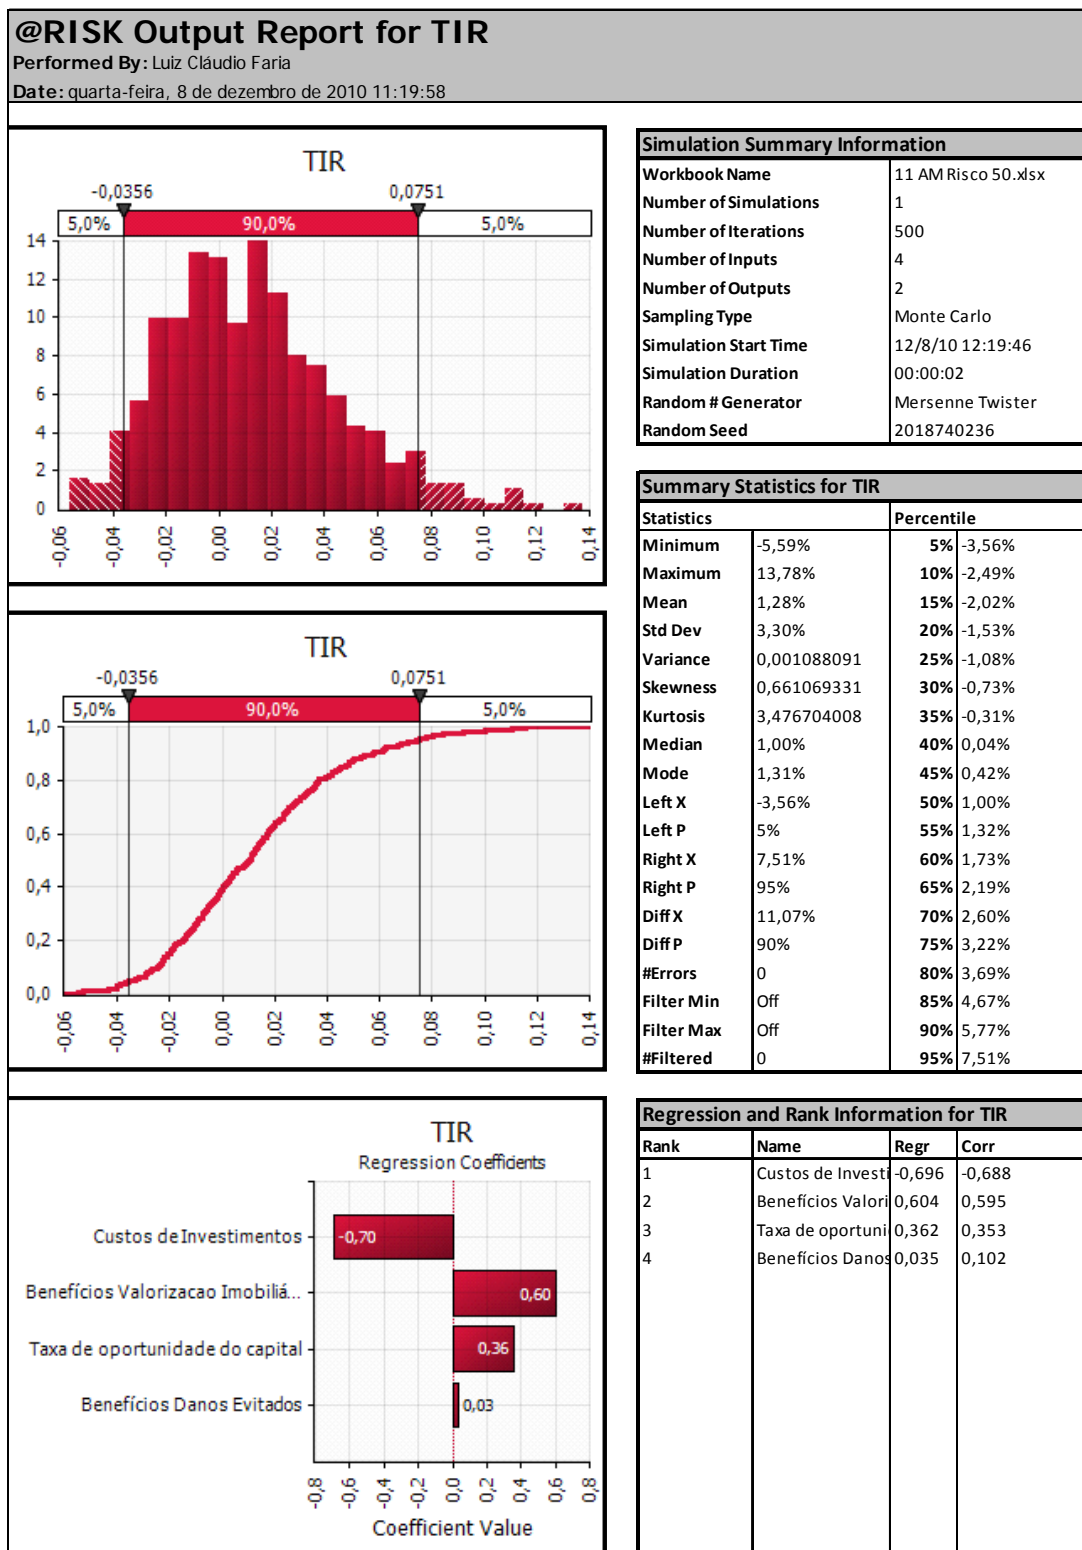 @RISK Output Report for TIR
Performed By: Luiz Cláudio Faria
Date: quarta-feira, 8 de dezembro de 2010 11:19:58
TIR
-0,0356 0,0751
5,0% 90,0% 5,0%
14
12
10
8
6
4
2
0
-0,06 -0,04 -0,02 0,00 0,02 0,04 0,06 0,08 0,10 0,12 0,14
TIR
-0,0356 0,0751
5,0% 90,0% 5,0%
1,0
0,8
0,6
0,4
0,2
0,0
-0,06 -0,04 -0,02 0,00 0,02 0,04 0,06 0,08 0,10 0,12 0,14
TIR
Regression Coefficients
Custos de Investimentos -0,70
Benefícios Valorizacao Imobiliá... 0,60
Taxa de oportunidade do capital 0,36
Benefícios Danos Evitados 0,03
-0,8 -0,6 -0,4 -0,2 0,0 0,2 0,4 0,6 0,8
Coefficient Value
Simulation Summary Information
Workbook Name 11 AM Risco 50.xlsx
Number of Simulations 1
Number of Iterations 500
Number of Inputs 4
Number of Outputs 2
Sampling Type Monte Carlo
Simulation Start Time 12/8/10 12:19:46
Simulation Duration 00:00:02
Random # Generator Mersenne Twister
Random Seed 2018740236
Summary Statistics for TIR
Statistics Percentile
Minimum -5,59% 5% -3,56%
Maximum 13,78% 10% -2,49%
Mean 1,28% 15% -2,02%
Std Dev 3,30% 20% -1,53%
Variance 0,001088091 25% -1,08%
Skewness 0,661069331 30% -0,73%
Kurtosis 3,476704008 35% -0,31%
Median 1,00% 40% 0,04%
Mode 1,31% 45% 0,42%
Left X -3,56% 50% 1,00%
Left P 5% 55% 1,32%
Right X 7,51% 60% 1,73%
Right P 95% 65% 2,19%
Diff X 11,07% 70% 2,60%
Diff P 90% 75% 3,22%
#Errors 0 80% 3,69%
Filter Min Off 85% 4,67%
Filter Max Off 90% 5,77%
#Filtered 0 95% 7,51%
Regression and Rank Information for TIR
Rank Name Regr Corr
1 Custos de Investi -0,696 -0,688
2 Benefícios Valori 0,604 0,595
3 Taxa de oportuni 0,362 0,353
4 Benefícios Danos 0,035 0,102